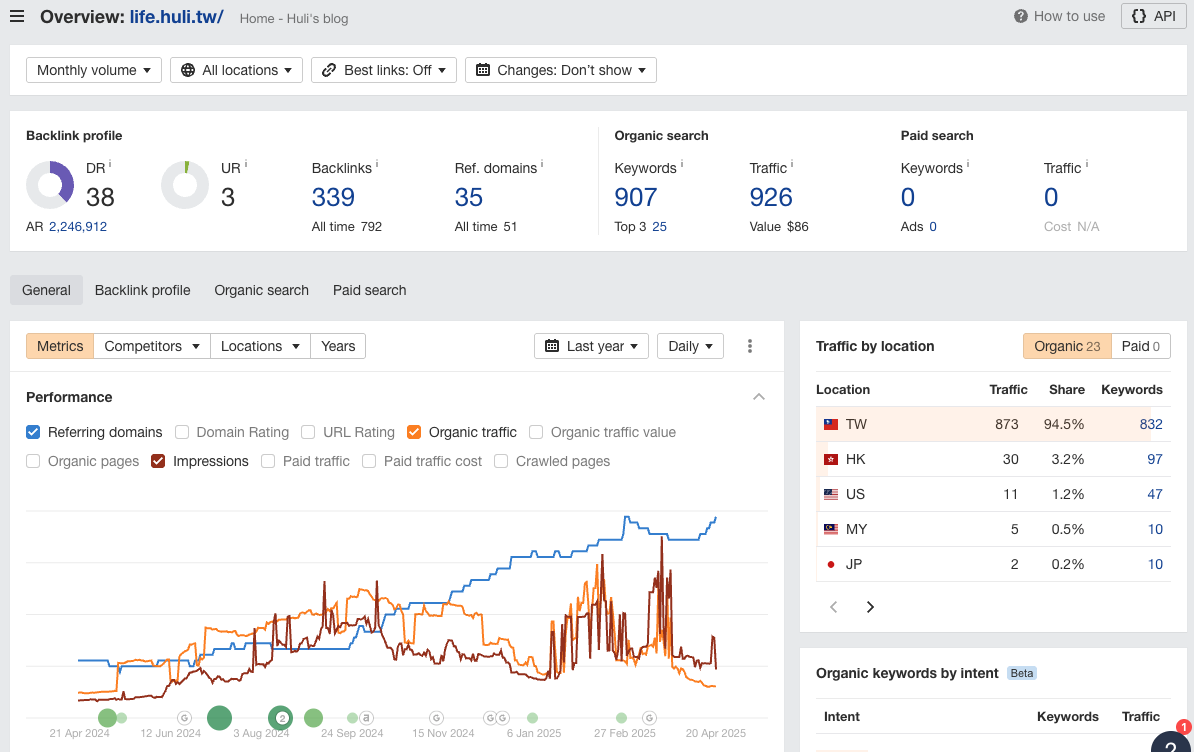 Overview: life.huli.tw/ Home - Huli's blog How to use API
Monthly volume All locations Best links: Off Changes: Don't show
Backlink profile Organic search Paid search
DR i UR i Backlinks i Ref. domains i Keywords i Traffic i Keywords i Traffic i
38 3 339 35 907 926 0 0
AR 2,246,912 All time 792 All time 51 Top 3 25 Value $86 Ads 0 Cost N/A
General Backlink profile Organic search Paid search
Metrics Competitors Locations Years Last year Daily
Performance
Referring domains Domain Rating URL Rating Organic traffic Organic traffic value
Organic pages Impressions Paid traffic Paid traffic cost Crawled pages
G 2 a G G G G
21 Apr 2024 12 Jun 2024 3 Aug 2024 24 Sep 2024 15 Nov 2024 6 Jan 2025 27 Feb 2025 20 Apr 2025
Traffic by location Organic 23 Paid 0
Location Traffic Share Keywords
TW 873 94.5% 832
HK 30 3.2% 97
US 11 1.2% 47
MY 5 0.5% 10
JP 2 0.2% 10
Organic keywords by intent Beta
Intent Keywords Traffic
1
?